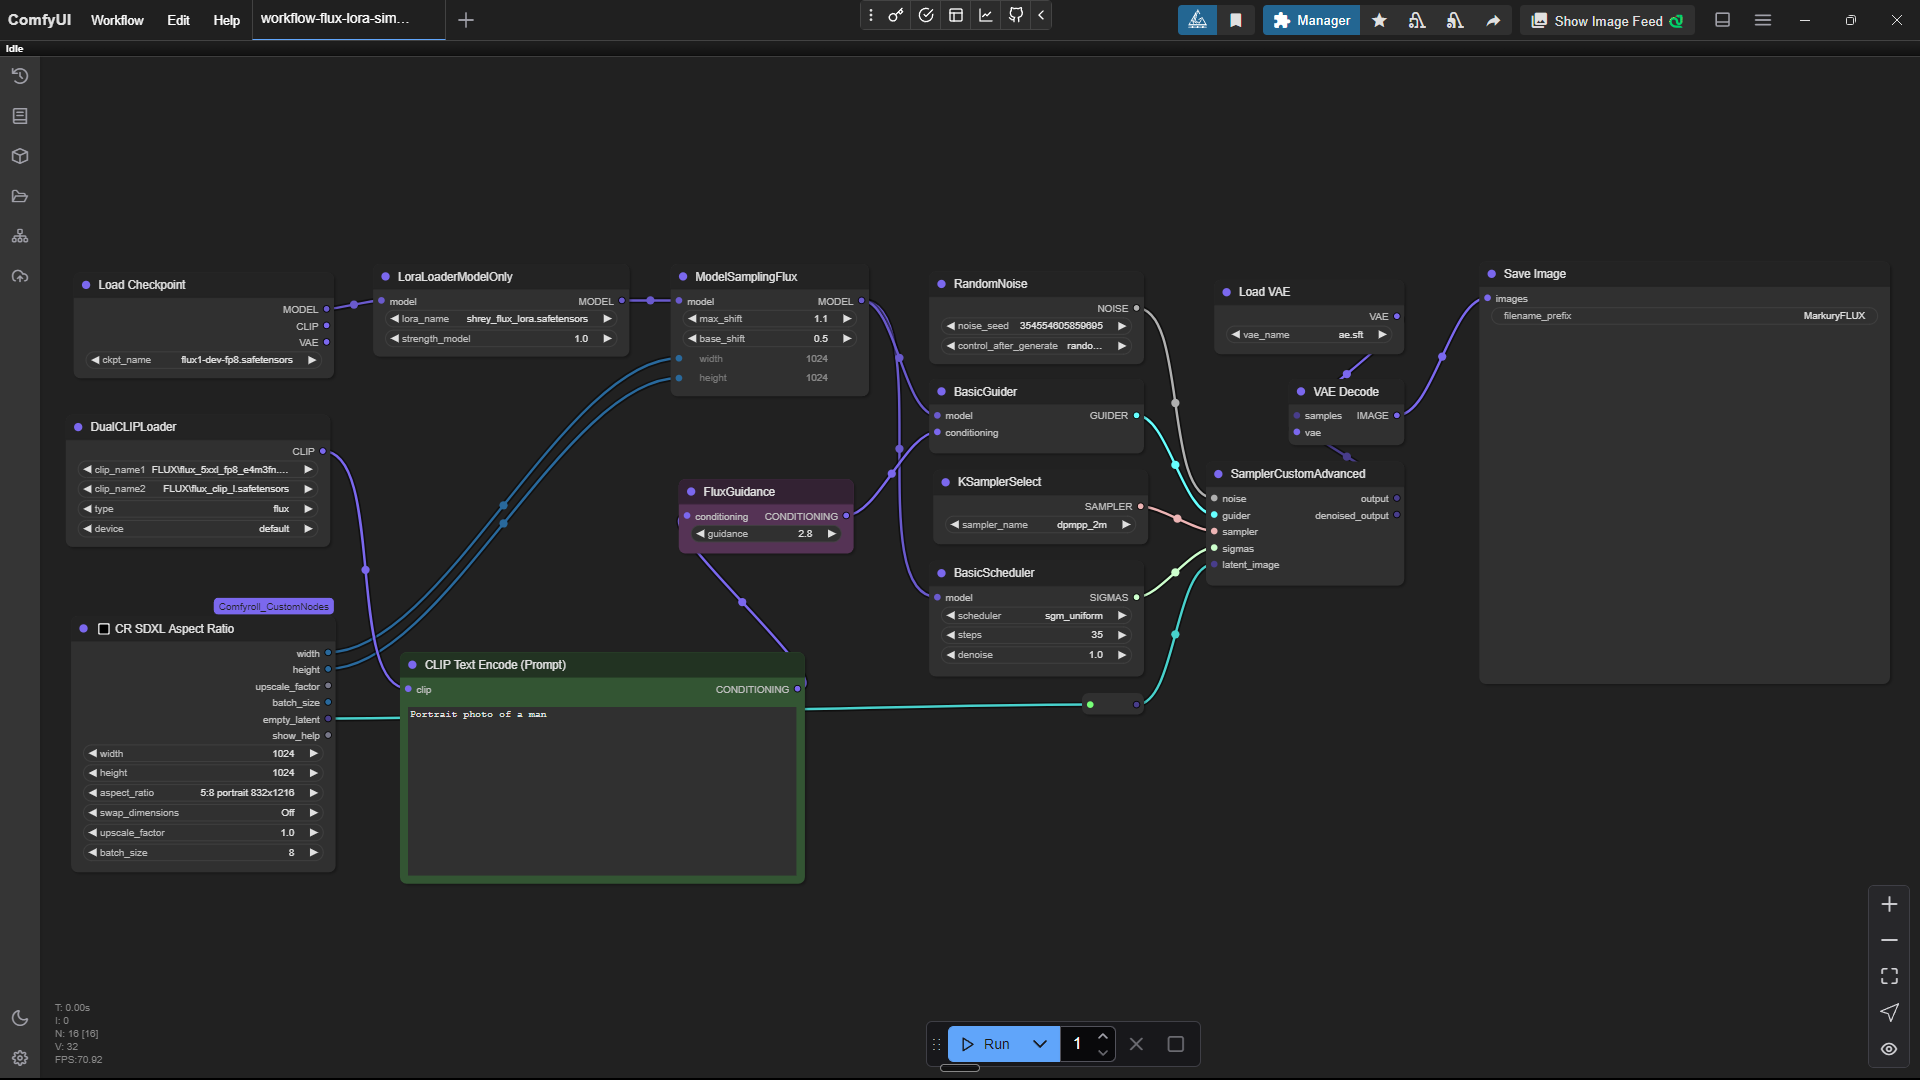 ComfyUI Workflow Edit Help workflow-flux-lora-sim... Manager Show Image Feed
Idle
Load Checkpoint
MODEL
CLIP
VAE
ckpt_name flux1-dev-fp8.safetensors
LoraLoaderModelOnly
model MODEL
lora_name shrey_flux_lora.safetensors
strength_model 1.0
ModelSamplingFlux
model MODEL
max_shift 1.1
base_shift 0.5
width 1024
height 1024
RandomNoise
NOISE
noise_seed 354554605859695
control_after_generate rando...
Load VAE
VAE
vae_name ae.sft
Save Image
images
filename_prefix MarkuryFLUX
DualCLIPLoader
CLIP
clip_name1 FLUX\flux_5xxl_fp8_e4m3fn....
clip_name2 FLUX\flux_clip_l.safetensors
type flux
device default
BasicGuider
model GUIDER
conditioning
VAE Decode
samples IMAGE
vae
FluxGuidance
conditioning CONDITIONING
guidance 2.8
KSamplerSelect
SAMPLER
sampler_name dpmpp_2m
SamplerCustomAdvanced
noise output
guider denoised_output
sampler
sigmas
latent_image
BasicScheduler
model SIGMAS
scheduler sgm_uniform
steps 35
denoise 1.0
Comfyroll_CustomNodes
CR SDXL Aspect Ratio
width
height
upscale_factor
batch_size
empty_latent
show_help
width 1024
height 1024
aspect_ratio 5:8 portrait 832x1216
swap_dimensions Off
upscale_factor 1.0
batch_size 8
CLIP Text Encode (Prompt)
clip CONDITIONING
Portrait photo of a man
T: 0.00s
I: 0
N: 16 [16]
V: 32
FPS:70.92
Run 1